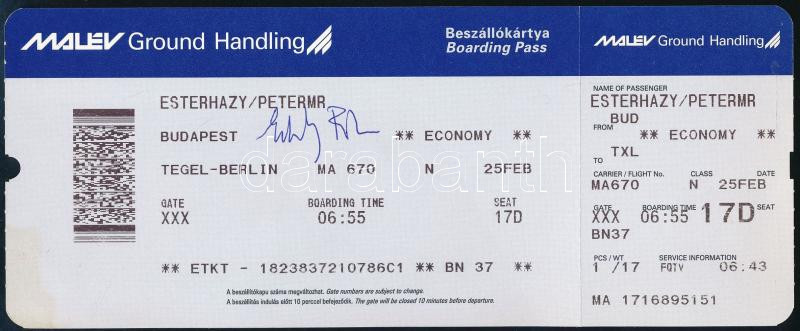 MALÉV Ground Handling
Beszállókártya
Boarding Pass
ESTERHAZY/PETERMR
BUDAPEST ** ECONOMY **
TEGEL-BERLIN MA 670 N 25FEB
GATE BOARDING TIME SEAT
XXX 06:55 17D
** ETKT - 1823837210786C1 ** BN 37 **
A beszállókapu száma megváltozhat. Gate numbers are subject to change.
A beszállítás indulás előtt 10 perccel befejeződik. The gate will be closed 10 minutes before departure.
darabanth
MALÉV Ground Handling
NAME OF PASSENGER
ESTERHAZY/PETERMR
BUD
FROM ** ECONOMY **
TXL
TO
CARRIER / FLIGHT No. CLASS DATE
MA670 N 25FEB
GATE BOARDING TIME SEAT
XXX 06:55 17D
BN37
PCS / WT SERVICE INFORMATION
1 /17 FQTV 06:43
MA 1716895151